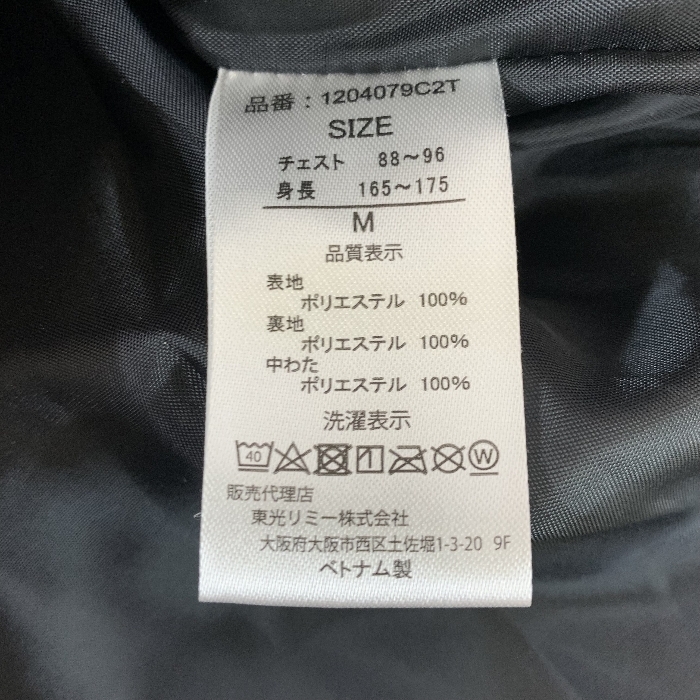 品番：1204079C2T
SIZE
チェスト 88～96
身長 165～175
M
品質表示
表地
ポリエステル 100%
裏地
ポリエステル 100%
中わた
ポリエステル 100%
洗濯表示
40 W
販売代理店
東光リミー株式会社
大阪府大阪市西区土佐堀1-3-20 9F
ベトナム製